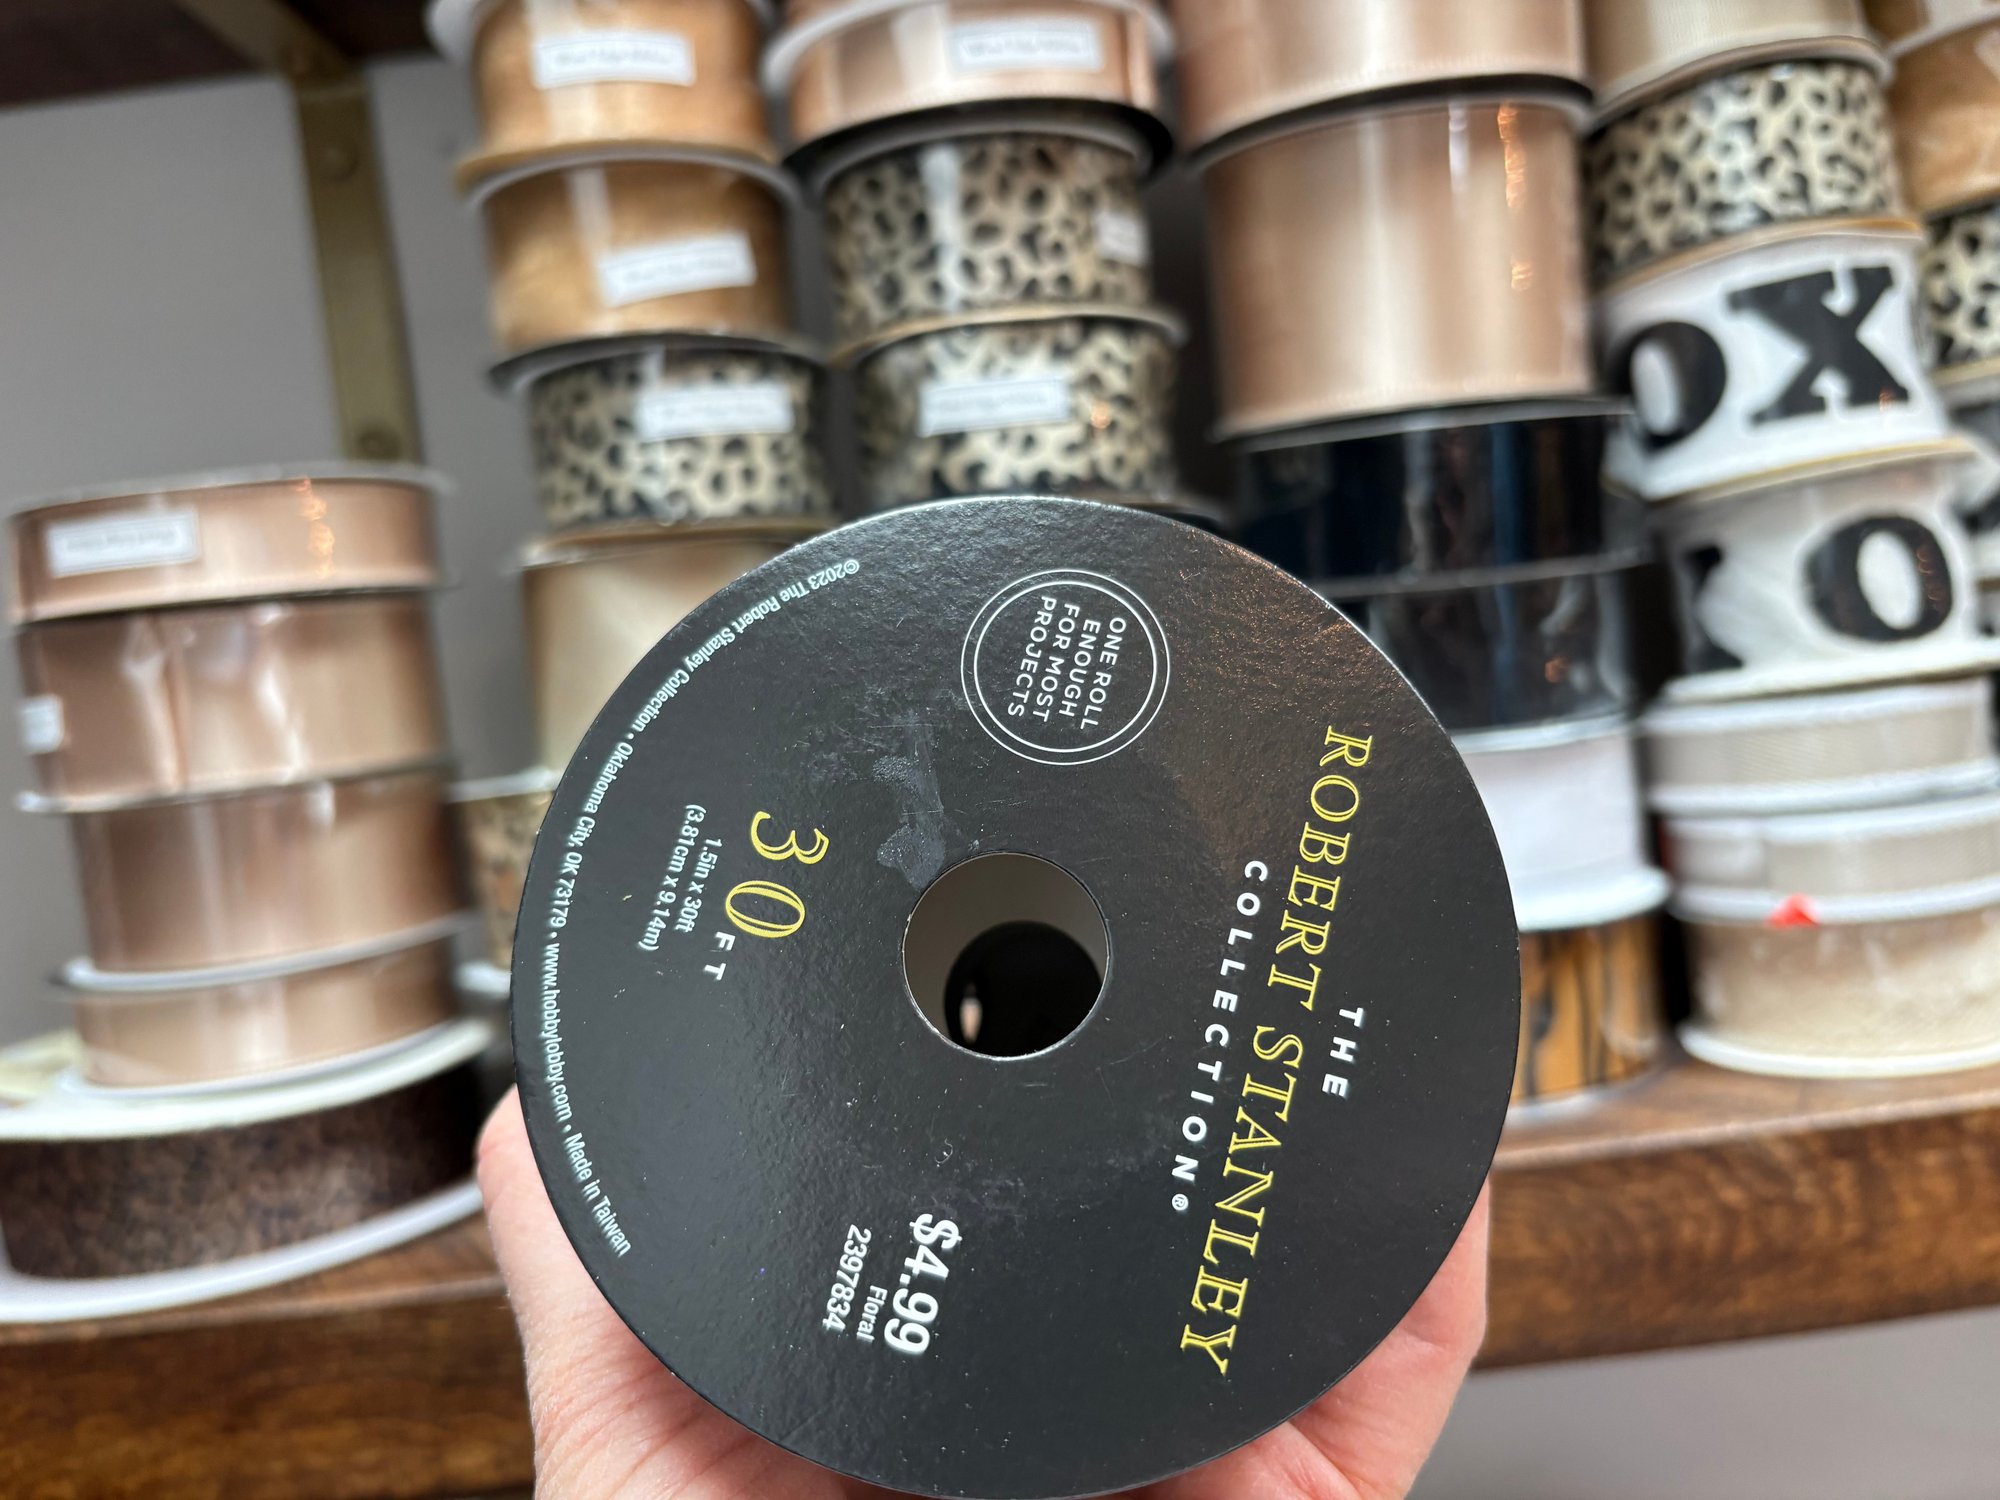 THE
ROBERT STANLEY
COLLECTION®
ONE ROLL
ENOUGH
FOR MOST
PROJECTS
$4.99
Floral
2397834
30 FT
1.5in x 30ft
(3.81cm x 9.14m)
©2023 The Robert Stanley Collection • Oklahoma City, OK 73179 • www.hobbylobby.com • Made in Taiwan
OX
O